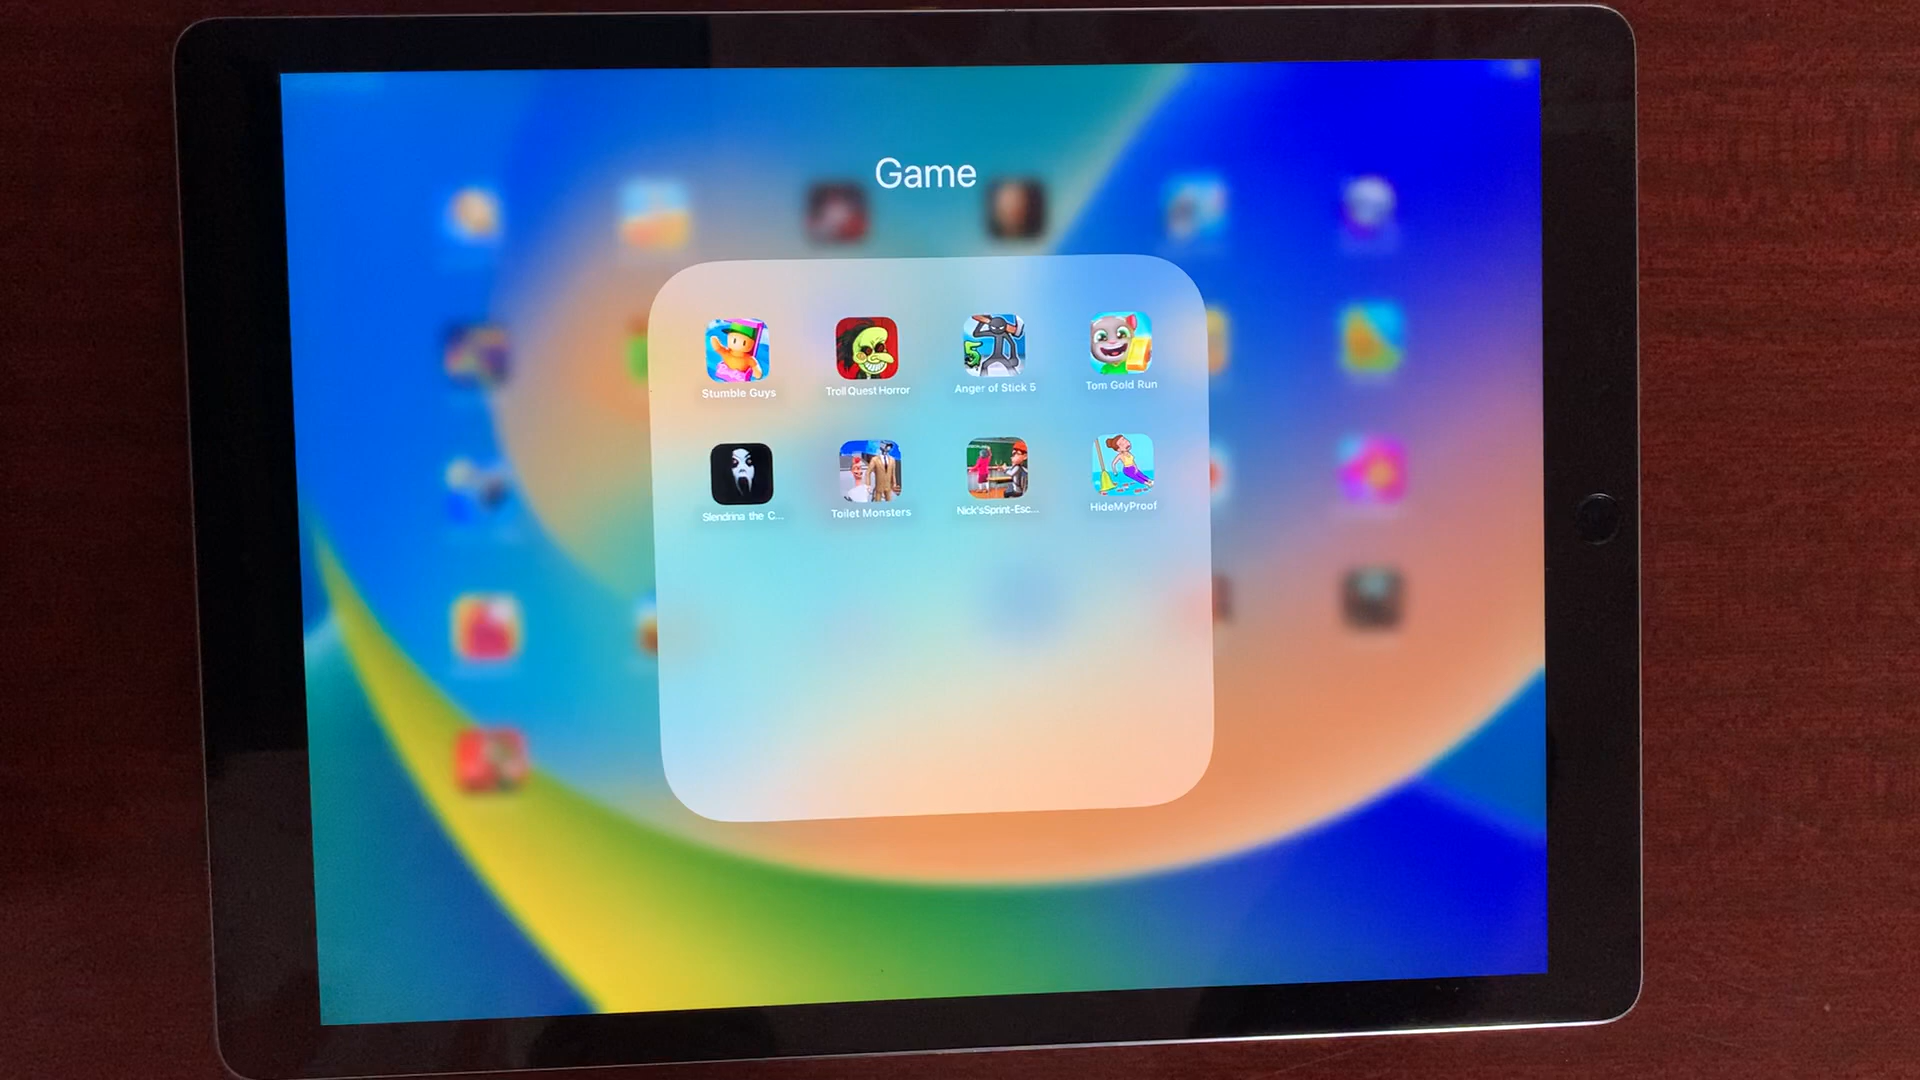 Game
Stumble Guys
Troll Quest Horror
Anger of Stick 5
Tom Gold Run
5
Slendrina the C...
Toilet Monsters
Nick'sSprint-Esc...
HideMyProof